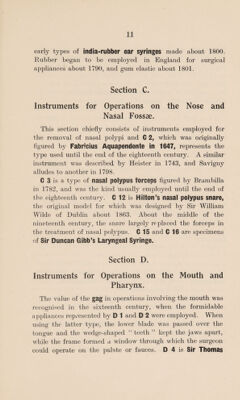 11
early types of india-rubber ear syringes made about 1800.
Rubber began to be employed in England for surgical
appliances about 1790, and gum elastic about 1801.
Section C.
Instruments for Operations on the Nose and
Nasal Fossæ.
This section chiefly consists of instruments employed for
the removal of nasal polypi and C 2, which was originally
figured by Fabricius Aquapendente in 1647, represents the
type used until the end of the eighteenth century. A similar
instrument was described by Heister in 1743, and Savigny
alludes to another in 1798.
C 3 is a type of nasal polypus forceps figured by Brambilla
in 1782, and was the kind usually employed until the end of
the eighteenth century. C 12 is Hilton's nasal polypus snare,
the original model for which was designed by Sir William
Wilde of Dublin about 1863. About the middle of the
nineteenth century, the snare largely replaced the forceps in
the treatment of nasal polypus. C 15 and C 16 are specimens
of Sir Duncan Gibb's Laryngeal Syringe.
Section D.
Instruments for Operations on the Mouth and
Pharynx.
The value of the gag in operations involving the mouth was
recognised in the sixteenth century, when the formidable
appliances represented by D 1 and D 2 were employed. When
using the latter type, the lower blade was passed over the
tongue and the wedge-shaped "teeth" kept the jaws apart,
while the frame formed a window through which the surgeon
could operate on the palate or fauces. D 4 is Sir Thomas